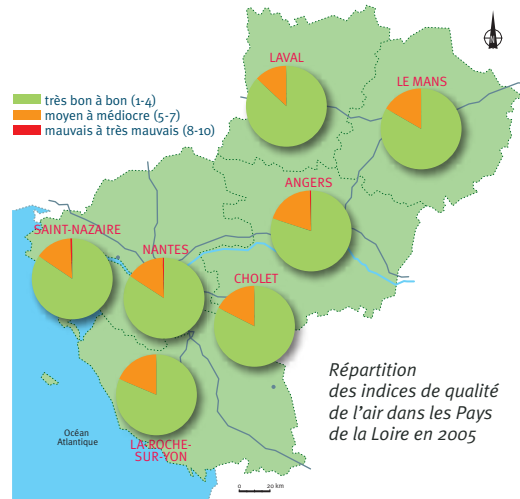 LAVAL
LE MANS
très bon à bon (1-4)
moyen à médiocre (5-7)
mauvais à très mauvais (8-10)
ANGERS
SAINT-NAZAIRE
NANTES
CHOLET
Répartition
des indices de qualité
de l'air dans les Pays
de la Loire en 2005
Océan
Atlantique
LA ROCHE-
SUR-YON
0 20 km